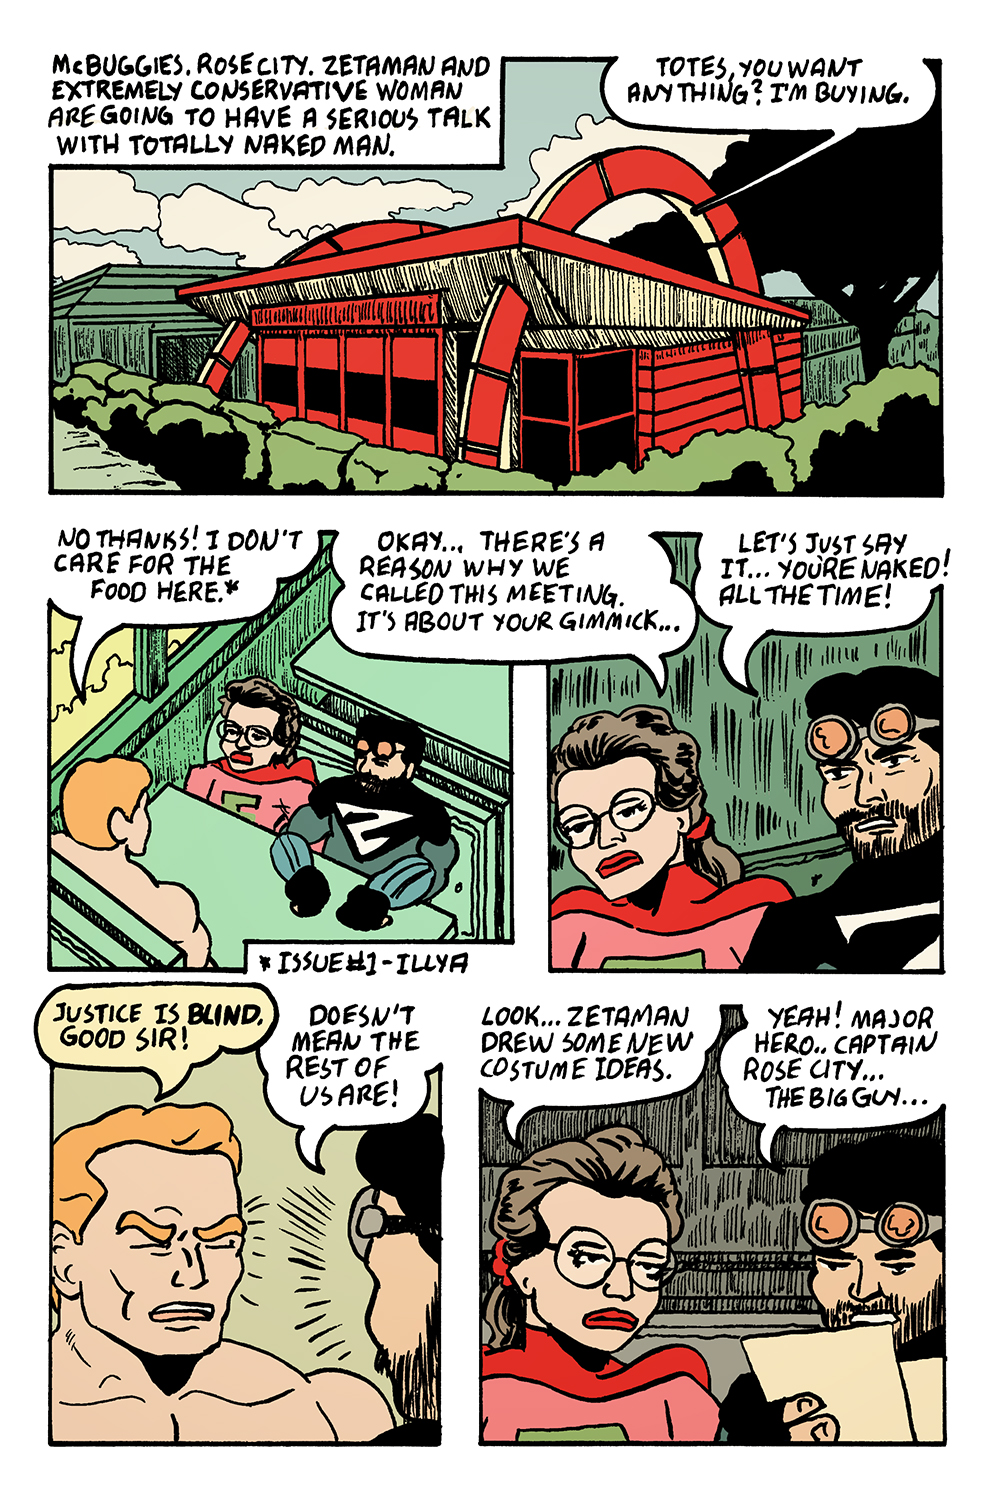 McBUGGIES. ROSE CITY. ZETAMAN AND
EXTREMELY CONSERVATIVE WOMAN
ARE GOING TO HAVE A SERIOUS TALK
WITH TOTALLY NAKED MAN.
TOTES, YOU WANT
ANYTHING? I'M BUYING.
NO THANKS! I DON'T
CARE FOR THE
FOOD HERE.*
OKAY... THERE'S A
REASON WHY WE
CALLED THIS MEETING.
IT'S ABOUT YOUR GIMMICK...
Z
* ISSUE #1 - ILLYA
LET'S JUST SAY
IT... YOU'RE NAKED!
ALL THE TIME!
JUSTICE IS BLIND,
GOOD SIR!
DOESN'T
MEAN THE
REST OF
US ARE!
LOOK... ZETAMAN
DREW SOME NEW
COSTUME IDEAS.
YEAH! MAJOR
HERO.. CAPTAIN
ROSE CITY...
THE BIG GUY...